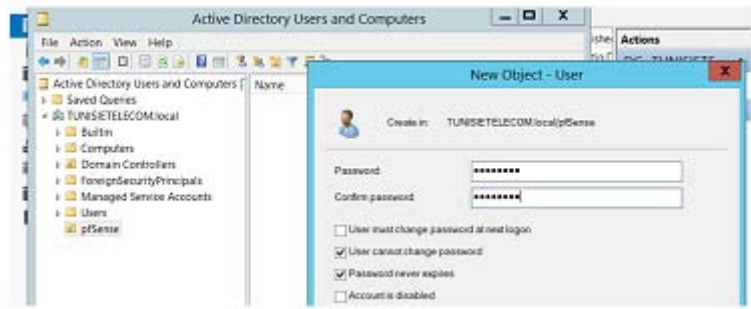 Active Directory Users and Computers
File Action View Help
Active Directory Users and Computers [
Name
Saved Queries
TUNISIETELECOM.local
Builtin
Computers
Domain Controllers
ForeignSecurityPrincipals
Managed Service Accounts
Users
pfSense
Actions
New Object - User
Create in: TUNISIETELECOM.local/pfSense
Password:
Confirm password:
User must change password at next logon
User cannot change password
Password never expires
Account is disabled